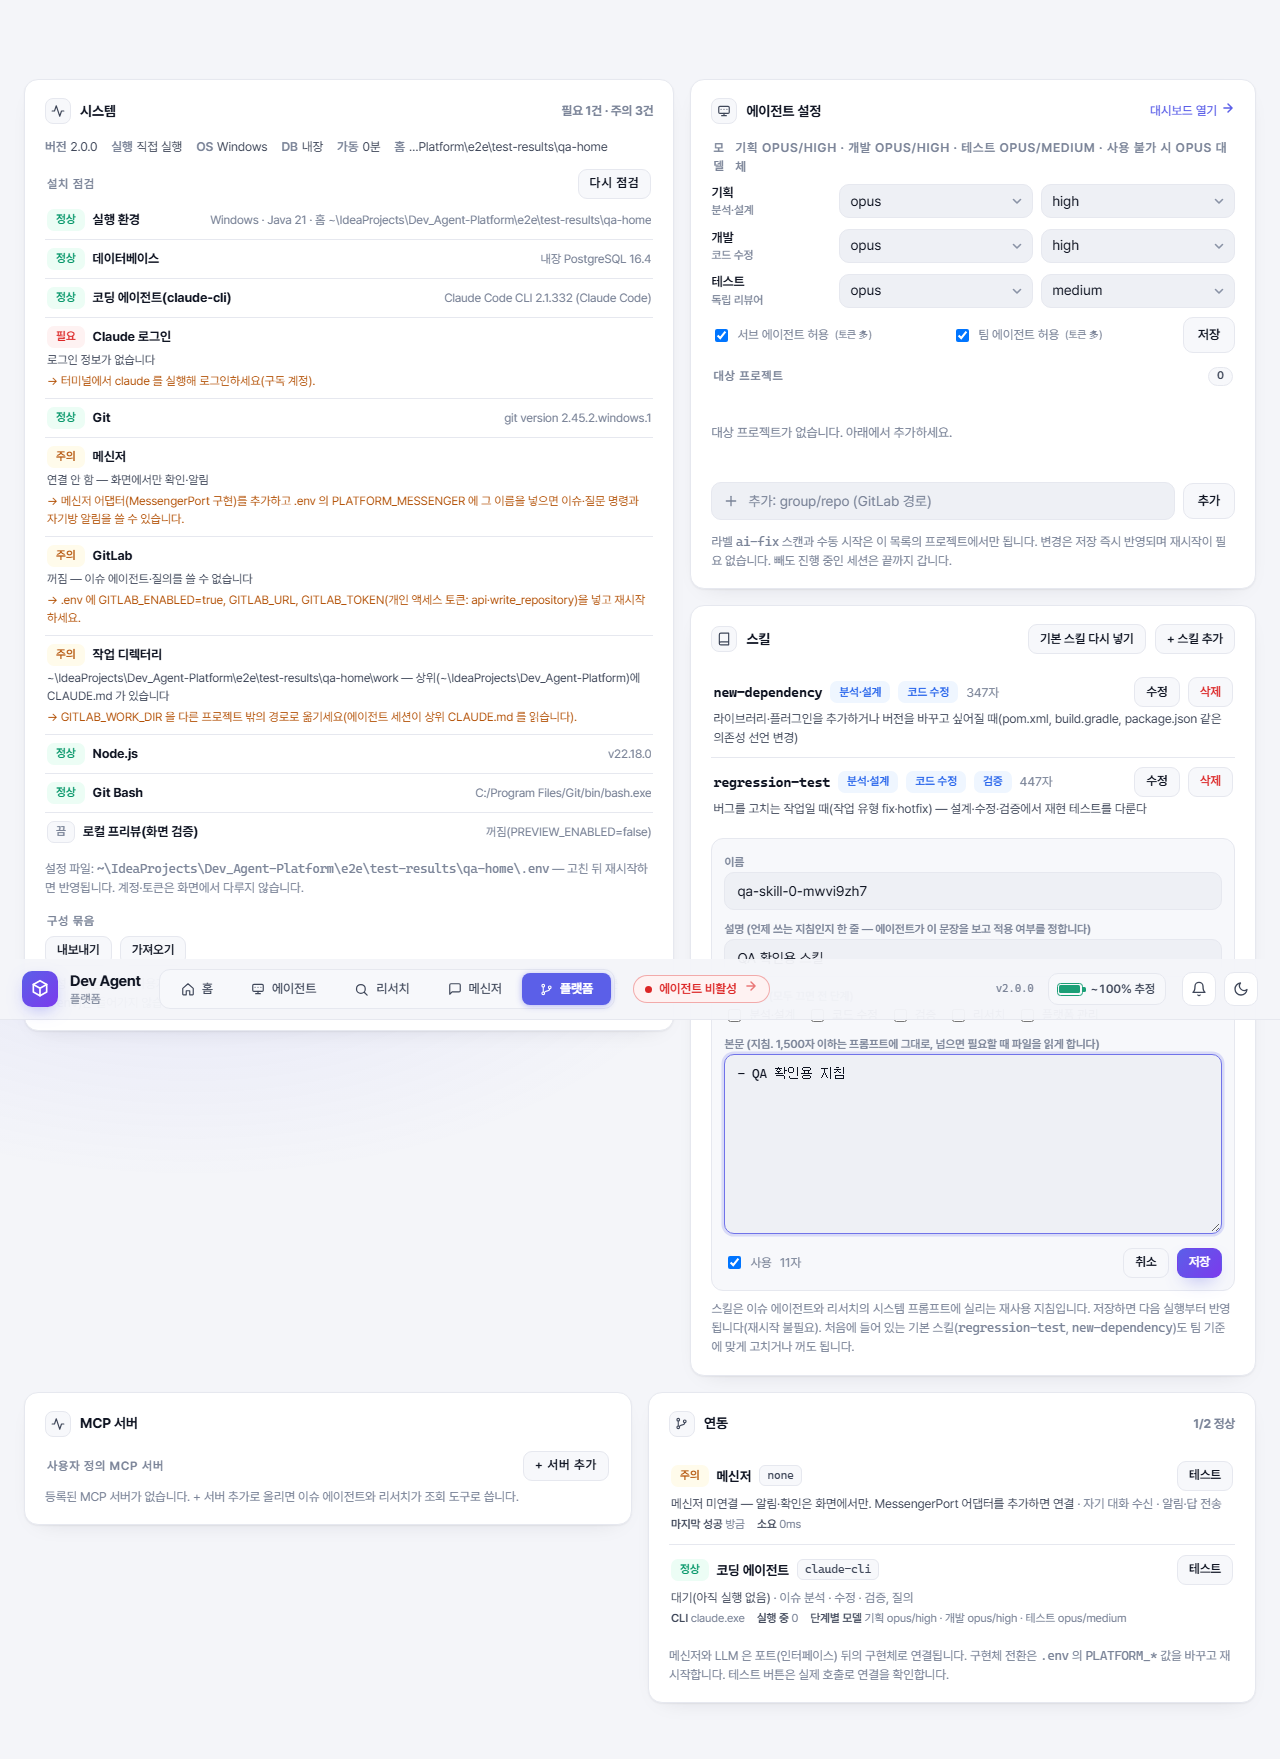 시스템
필요 1건 · 주의 3건
버전 2.0.0 실행 직접 실행 OS Windows DB 내장 가동 0분 홈 …Platform\e2e\test-results\qa-home
설치 점검
다시 점검
정상 실행 환경 Windows · Java 21 · 홈 ~\IdeaProjects\Dev_Agent-Platform\e2e\test-results\qa-home
정상 데이터베이스 내장 PostgreSQL 16.4
정상 코딩 에이전트(claude-cli) Claude Code CLI 2.1.332 (Claude Code)
필요 Claude 로그인
로그인 정보가 없습니다
→ 터미널에서 claude 를 실행해 로그인하세요(구독 계정).
정상 Git git version 2.45.2.windows.1
주의 메신저
연결 안 함 — 화면에서만 확인·알림
→ 메신저 어댑터(MessengerPort 구현)를 추가하고 .env 의 PLATFORM_MESSENGER 에 그 이름을 넣으면 이슈·질문 명령과
자기방 알림을 쓸 수 있습니다.
주의 GitLab
꺼짐 — 이슈 에이전트·질의를 쓸 수 없습니다
→ .env 에 GITLAB_ENABLED=true, GITLAB_URL, GITLAB_TOKEN(개인 액세스 토큰: api·write_repository)을 넣고 재시작
하세요.
주의 작업 디렉터리
~\IdeaProjects\Dev_Agent-Platform\e2e\test-results\qa-home\work — 상위(~\IdeaProjects\Dev_Agent-Platform)에
CLAUDE.md 가 있습니다
→ GITLAB_WORK_DIR 을 다른 프로젝트 밖의 경로로 옮기세요(에이전트 세션이 상위 CLAUDE.md 를 읽습니다).
정상 Node.js v22.18.0
정상 Git Bash C:/Program Files/Git/bin/bash.exe
끔 로컬 프리뷰(화면 검증) 꺼짐(PREVIEW_ENABLED=false)
설정 파일: ~\IdeaProjects\Dev_Agent-Platform\e2e\test-results\qa-home\.env — 고친 뒤 재시작하
면 반영됩니다. 계정·토큰은 화면에서 다루지 않습니다.
구성 묶음
내보내기 가져오기
에이전트 설정
대시보드 열기 →
모델 기획 OPUS/HIGH · 개발 OPUS/HIGH · 테스트 OPUS/MEDIUM · 사용 불가 시 OPUS 대체
기획
분석·설계
opus high
개발
코드 수정
opus high
테스트
독립 리뷰어
opus medium
서브 에이전트 허용 (토큰 多) 팀 에이전트 허용 (토큰 多) 저장
대상 프로젝트 0
대상 프로젝트가 없습니다. 아래에서 추가하세요.
추가: group/repo (GitLab 경로) 추가
라벨 ai-fix 스캔과 수동 시작은 이 목록의 프로젝트에서만 됩니다. 변경은 저장 즉시 반영되며 재시작이 필
요 없습니다. 빼도 진행 중인 세션은 끝까지 갑니다.
스킬
기본 스킬 다시 넣기 + 스킬 추가
new-dependency 분석·설계 코드 수정 347자 수정 삭제
라이브러리·플러그인을 추가하거나 버전을 바꾸고 싶어질 때(pom.xml, build.gradle, package.json 같은
의존성 선언 변경)
regression-test 분석·설계 코드 수정 검증 447자 수정 삭제
버그를 고치는 작업일 때(작업 유형 fix·hotfix) — 설계·수정·검증에서 재현 테스트를 다룬다
이름
qa-skill-0-mwvi9zh7
설명 (언제 쓰는 지침인지 한 줄 — 에이전트가 이 문장을 보고 적용 여부를 정합니다)
QA 확인용 스킬
Dev Agent
플랫폼
홈 에이전트 리서치 메신저 플랫폼
에이전트 비활성 →
v2.0.0
~100% 추정
본문 (지침. 1,500자 이하는 프롬프트에 그대로, 넘으면 필요할 때 파일을 읽게 합니다)
- QA 확인용 지침
사용 11자 취소 저장
스킬은 이슈 에이전트와 리서치의 시스템 프롬프트에 실리는 재사용 지침입니다. 저장하면 다음 실행부터 반영
됩니다(재시작 불필요). 처음에 들어 있는 기본 스킬(regression-test, new-dependency)도 팀 기준
에 맞게 고치거나 꺼도 됩니다.
MCP 서버
사용자 정의 MCP 서버 + 서버 추가
등록된 MCP 서버가 없습니다. + 서버 추가로 올리면 이슈 에이전트와 리서치가 조회 도구로 씁니다.
연동
1/2 정상
주의 메신저 none 테스트
메신저 미연결 — 알림·확인은 화면에서만. MessengerPort 어댑터를 추가하면 연결 · 자기 대화 수신 · 알림·답 전송
마지막 성공 방금 소요 0ms
정상 코딩 에이전트 claude-cli 테스트
대기(아직 실행 없음) · 이슈 분석 · 수정 · 검증, 질의
CLI claude.exe 실행 중 0 단계별 모델 기획 opus/high · 개발 opus/high · 테스트 opus/medium
메신저와 LLM 은 포트(인터페이스) 뒤의 구현체로 연결됩니다. 구현체 전환은 .env 의 PLATFORM_* 값을 바꾸고 재
시작합니다. 테스트 버튼은 실제 호출로 연결을 확인합니다.